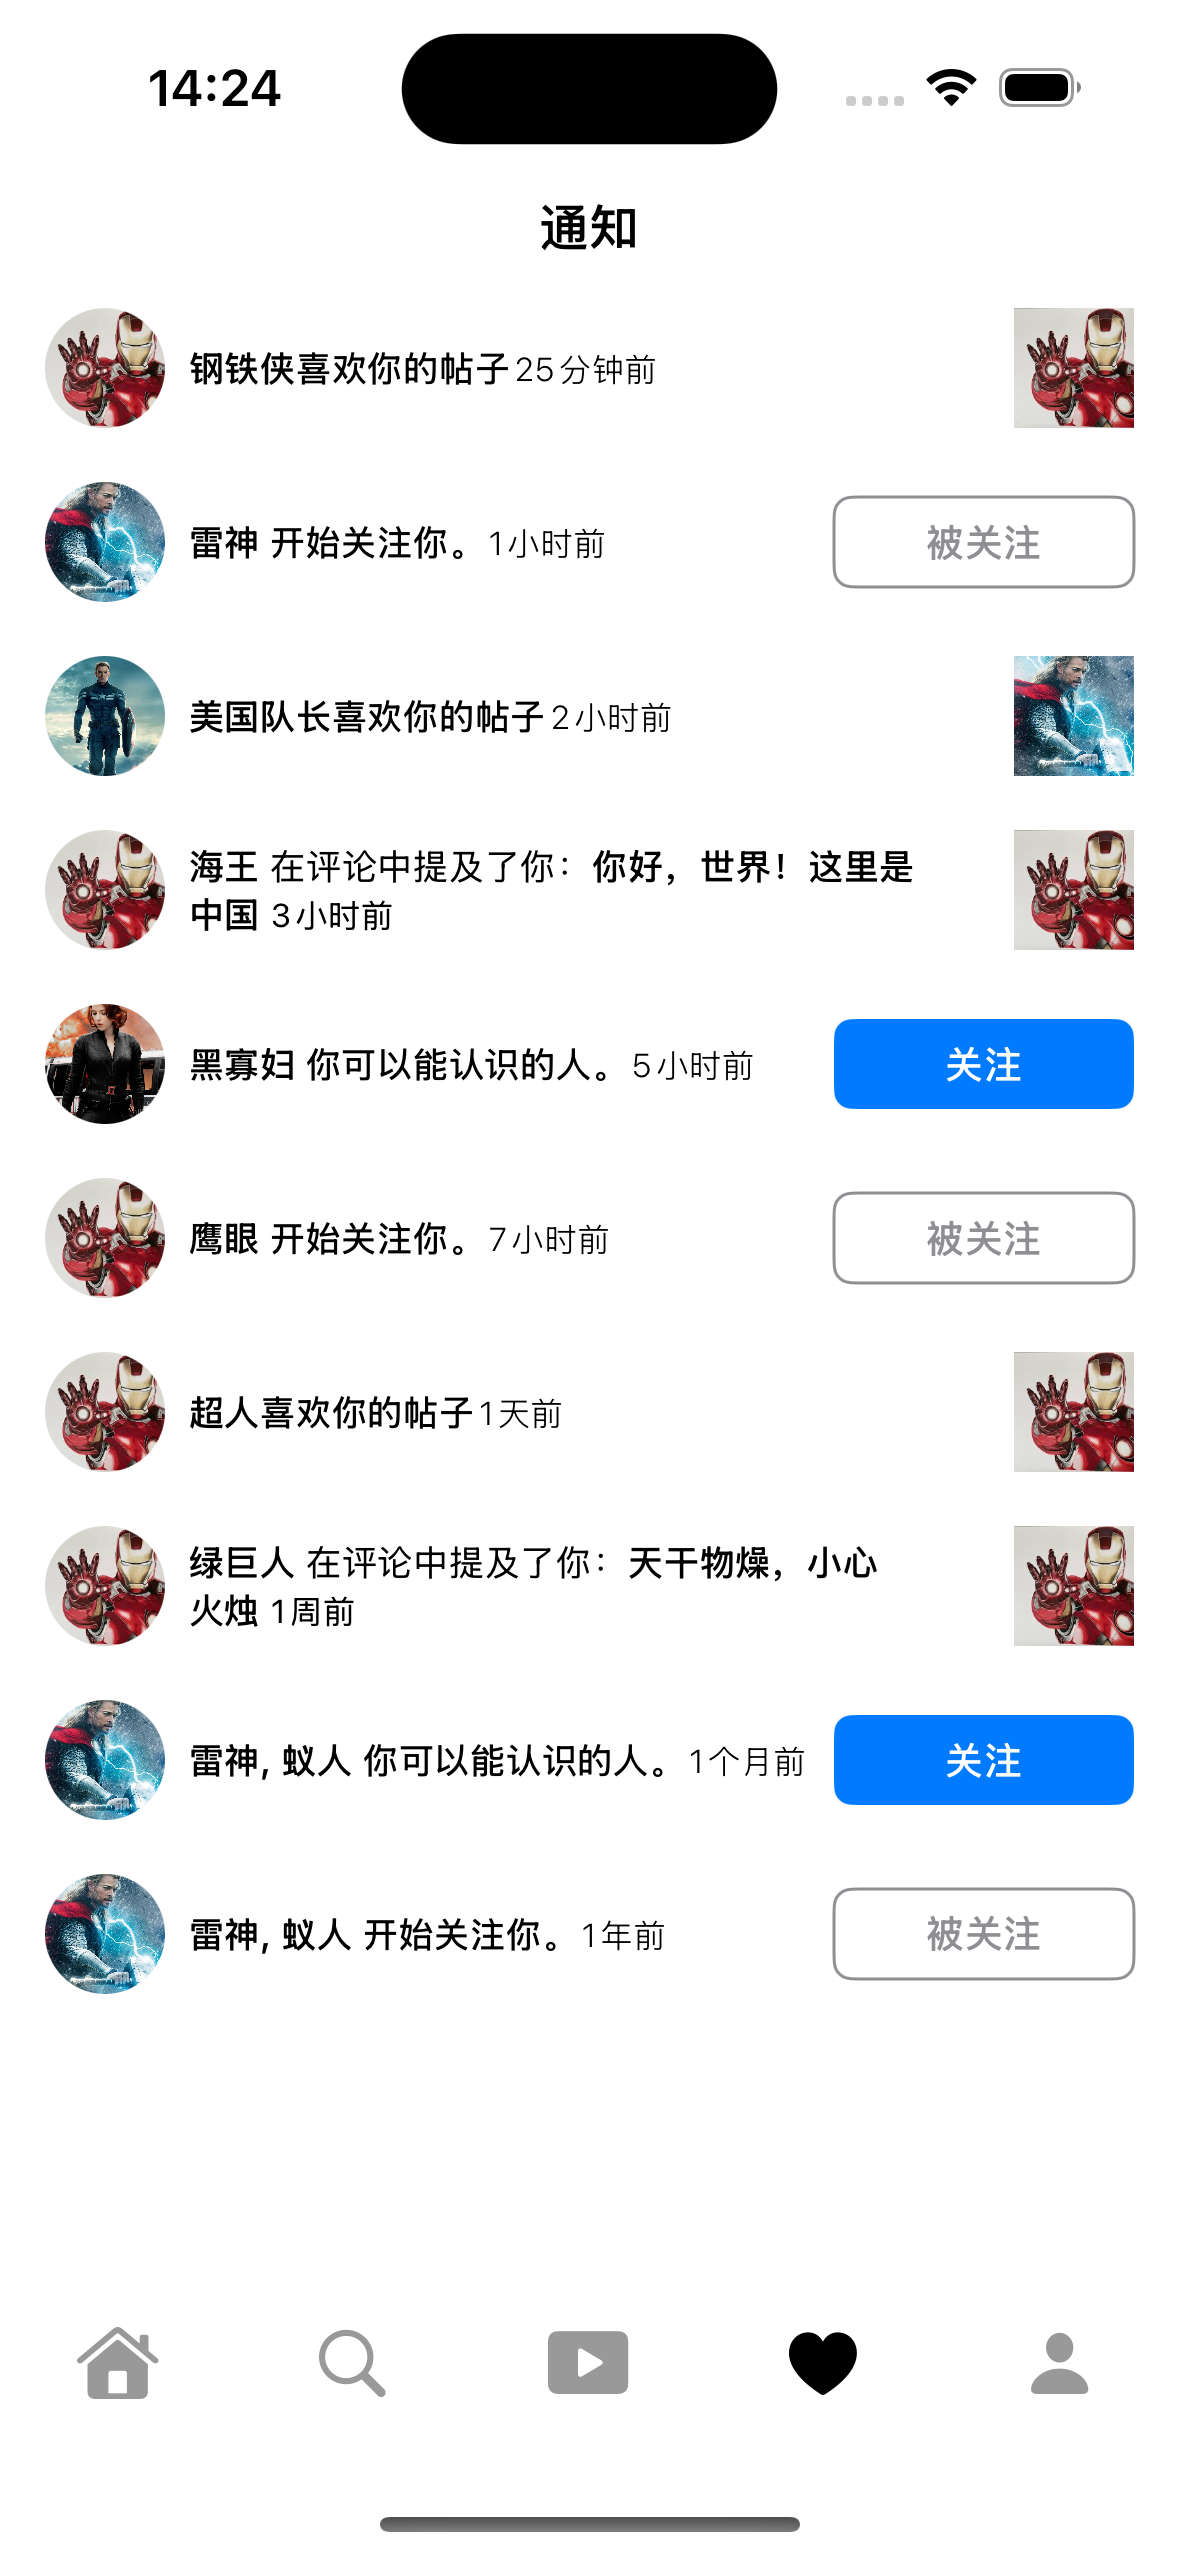 14:24
通知
钢铁侠喜欢你的帖子 25分钟前
雷神 开始关注你。 1小时前
被关注
美国队长喜欢你的帖子 2小时前
海王 在评论中提及了你：你好，世界！这里是
中国 3小时前
黑寡妇 你可以能认识的人。 5小时前
关注
鹰眼 开始关注你。 7小时前
被关注
超人喜欢你的帖子 1天前
绿巨人 在评论中提及了你：天干物燥，小心
火烛 1周前
雷神, 蚁人 你可以能认识的人。 1个月前
关注
雷神, 蚁人 开始关注你。 1年前
被关注